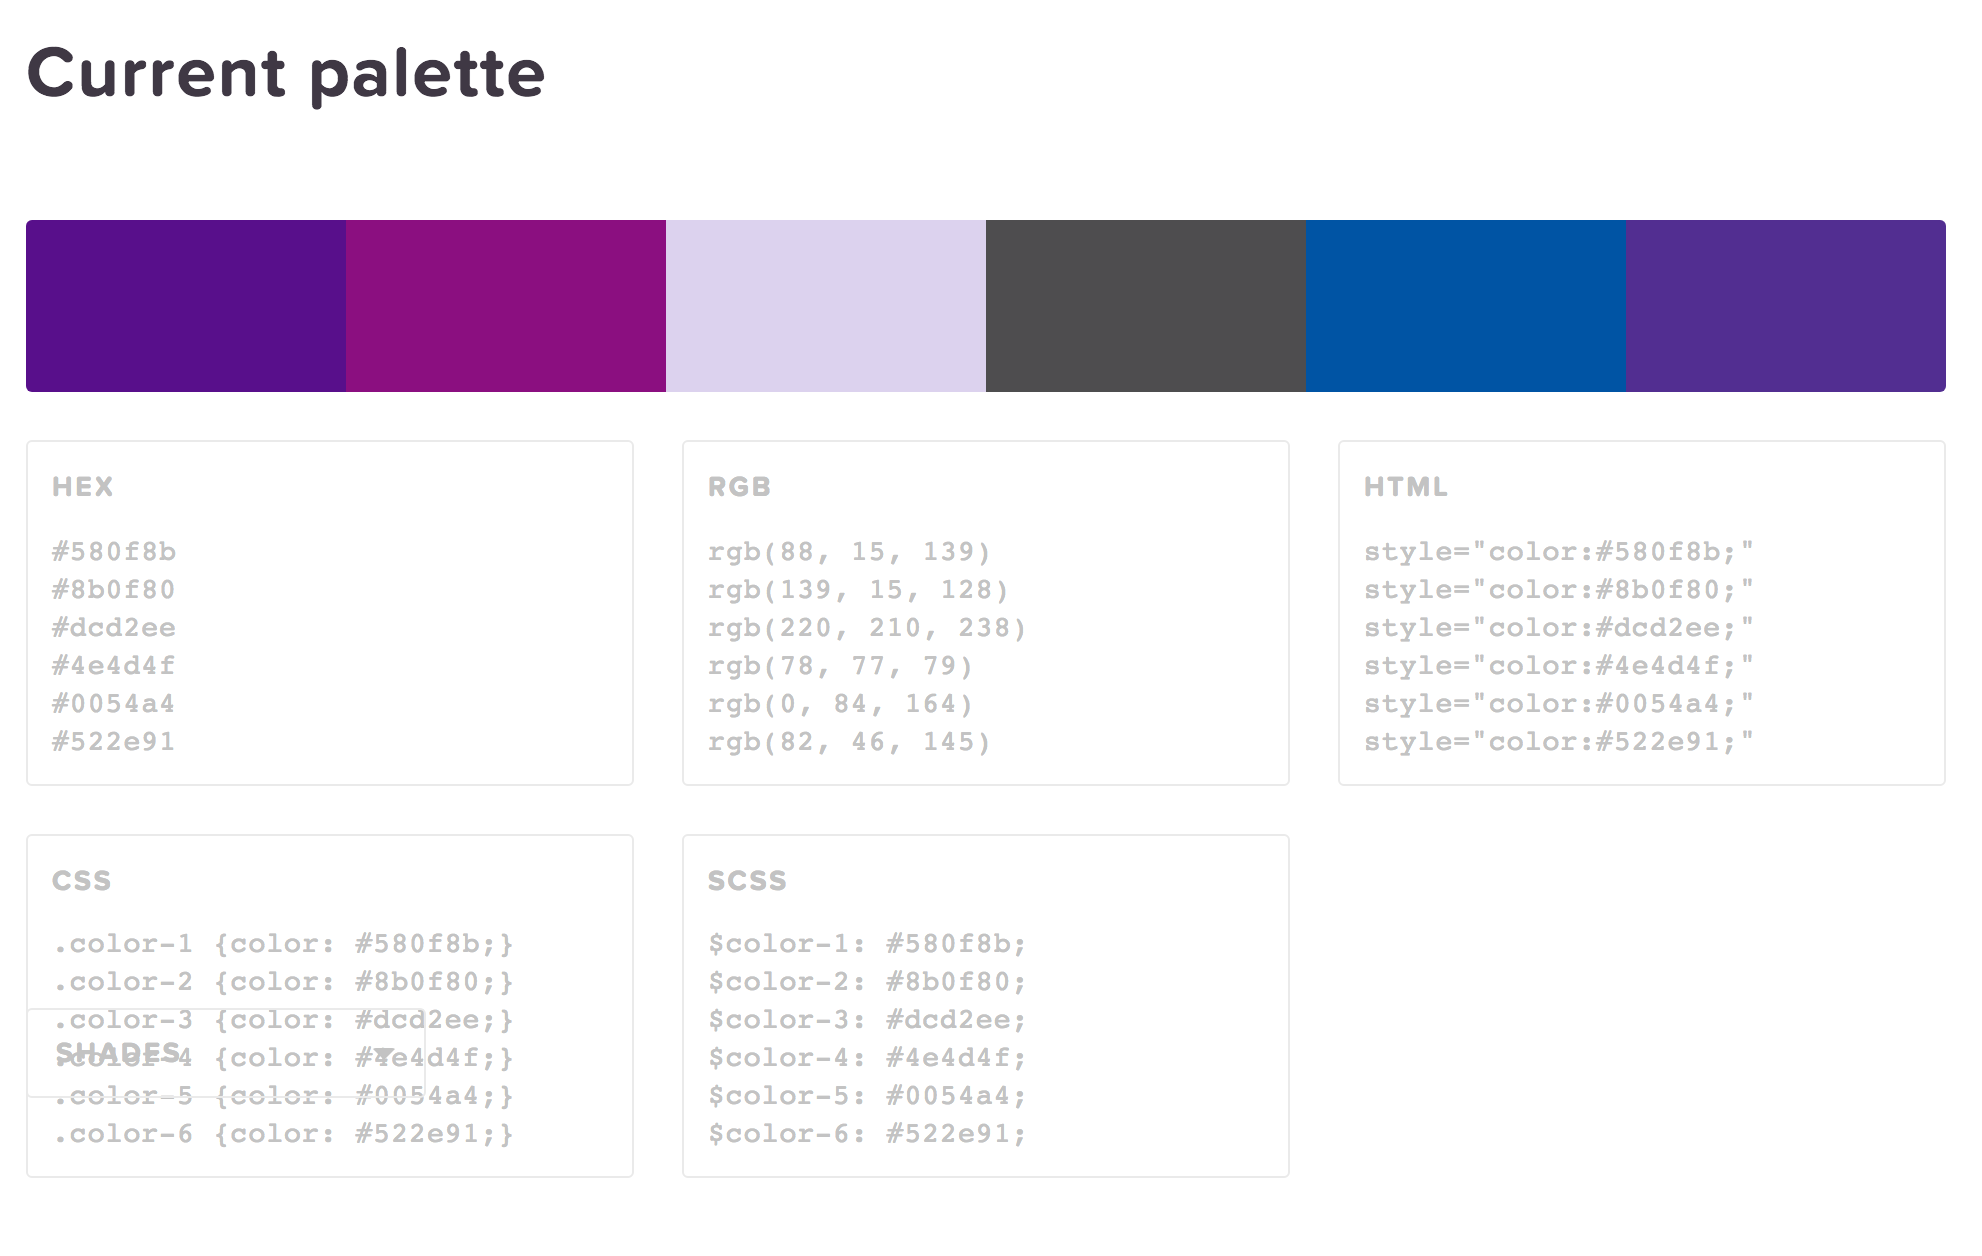 Current palette
HEX
#580f8b
#8b0f80
#dcd2ee
#4e4d4f
#0054a4
#522e91
RGB
rgb(88, 15, 139)
rgb(139, 15, 128)
rgb(220, 210, 238)
rgb(78, 77, 79)
rgb(0, 84, 164)
rgb(82, 46, 145)
HTML
style="color:#580f8b;"
style="color:#8b0f80;"
style="color:#dcd2ee;"
style="color:#4e4d4f;"
style="color:#0054a4;"
style="color:#522e91;"
CSS
.color-1 {color: #580f8b;}
.color-2 {color: #8b0f80;}
.color-3 {color: #dcd2ee;}
.color-4 {color: #4e4d4f;}
SHADES
.color-5 {color: #0054a4;}
.color-6 {color: #522e91;}
SCSS
$color-1: #580f8b;
$color-2: #8b0f80;
$color-3: #dcd2ee;
$color-4: #4e4d4f;
$color-5: #0054a4;
$color-6: #522e91;